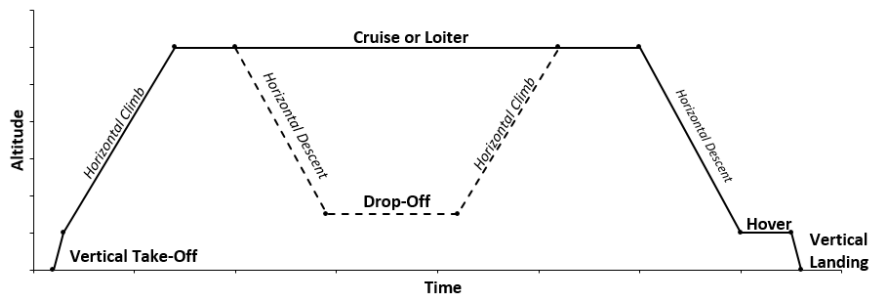 Cruise or Loiter
Horizontal Climb
Horizontal Descent
Horizontal Climb
Horizontal Descent
Altitude
Drop-Off
Hover
Vertical Take-Off
Vertical
Landing
Time